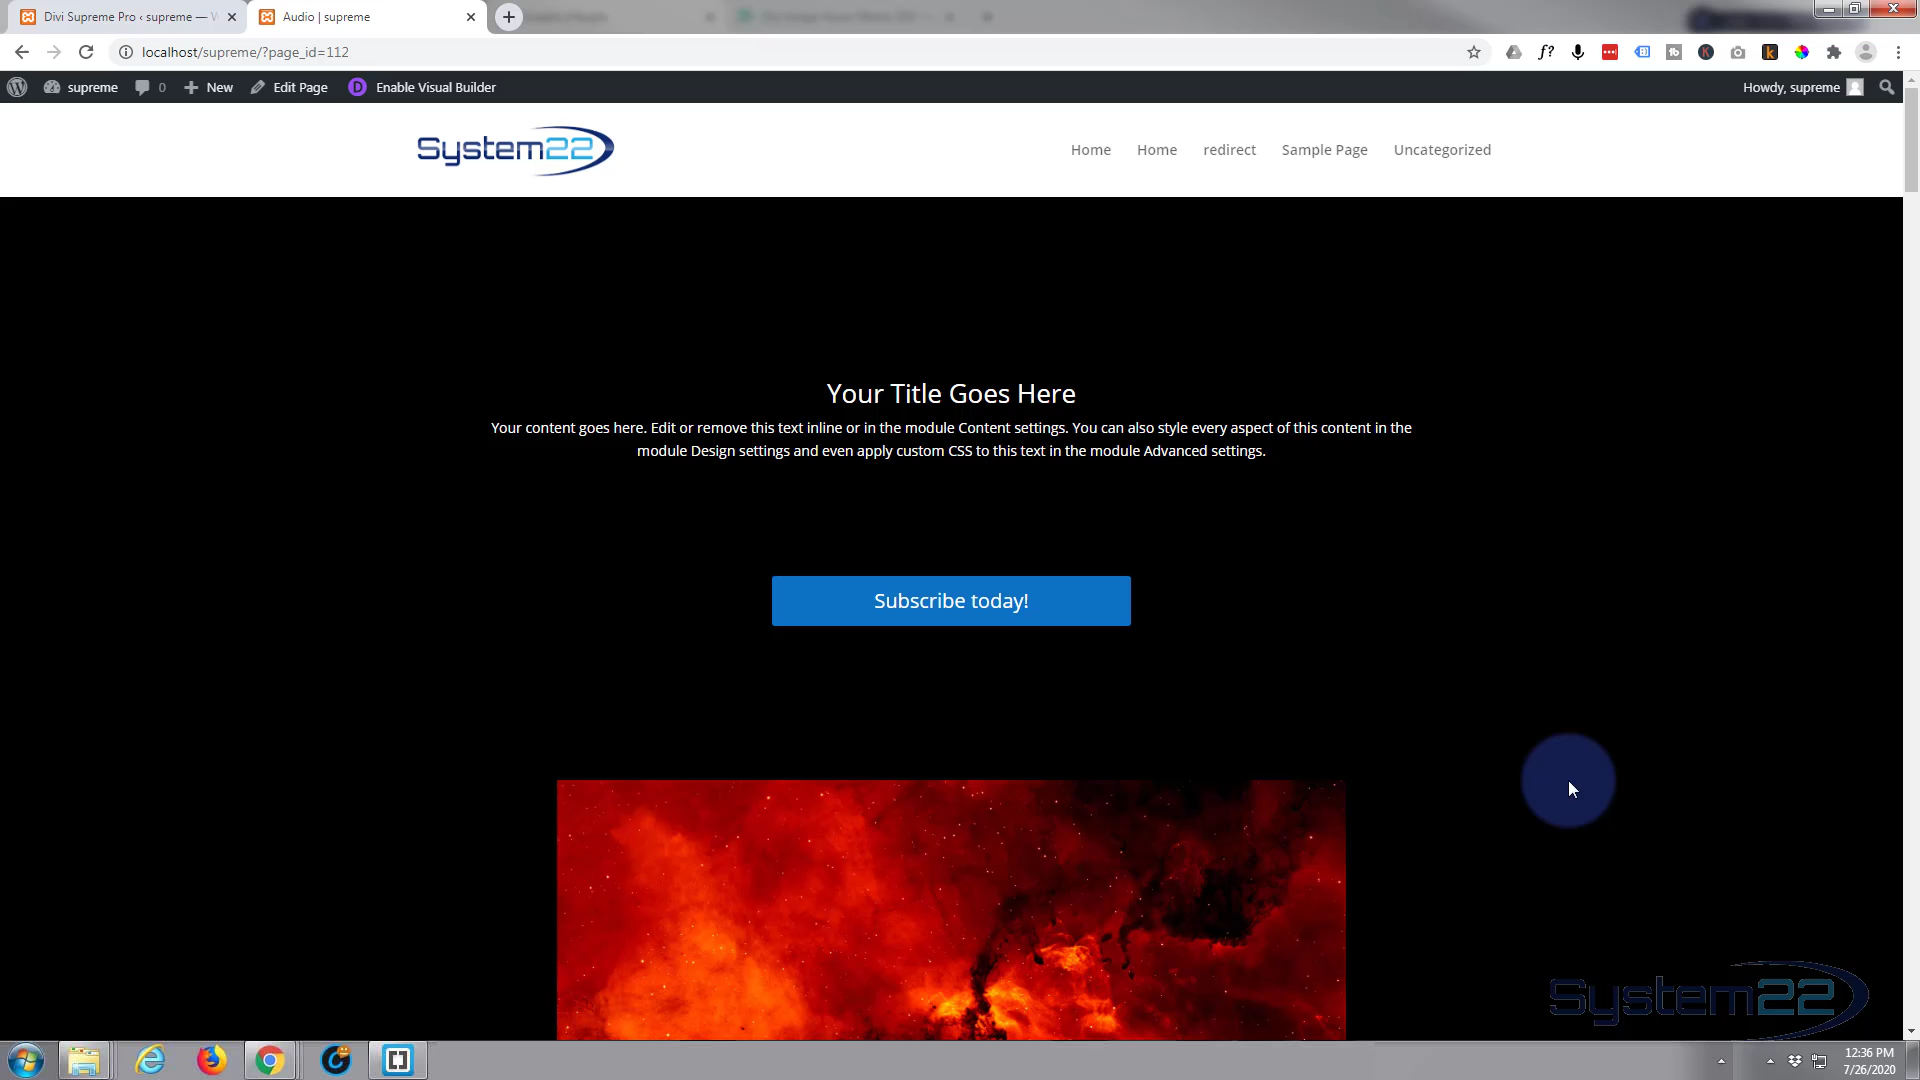 Divi Supreme Pro ‹ supreme — W
Audio | supreme
localhost/supreme/?page_id=112
supreme
0
New
Edit Page
Enable Visual Builder
Howdy, supreme
System22
Home
Home
redirect
Sample Page
Uncategorized
Your Title Goes Here
Your content goes here. Edit or remove this text inline or in the module Content settings. You can also style every aspect of this content in the
module Design settings and even apply custom CSS to this text in the module Advanced settings.
Subscribe today!
System22
12:36 PM
7/26/2020